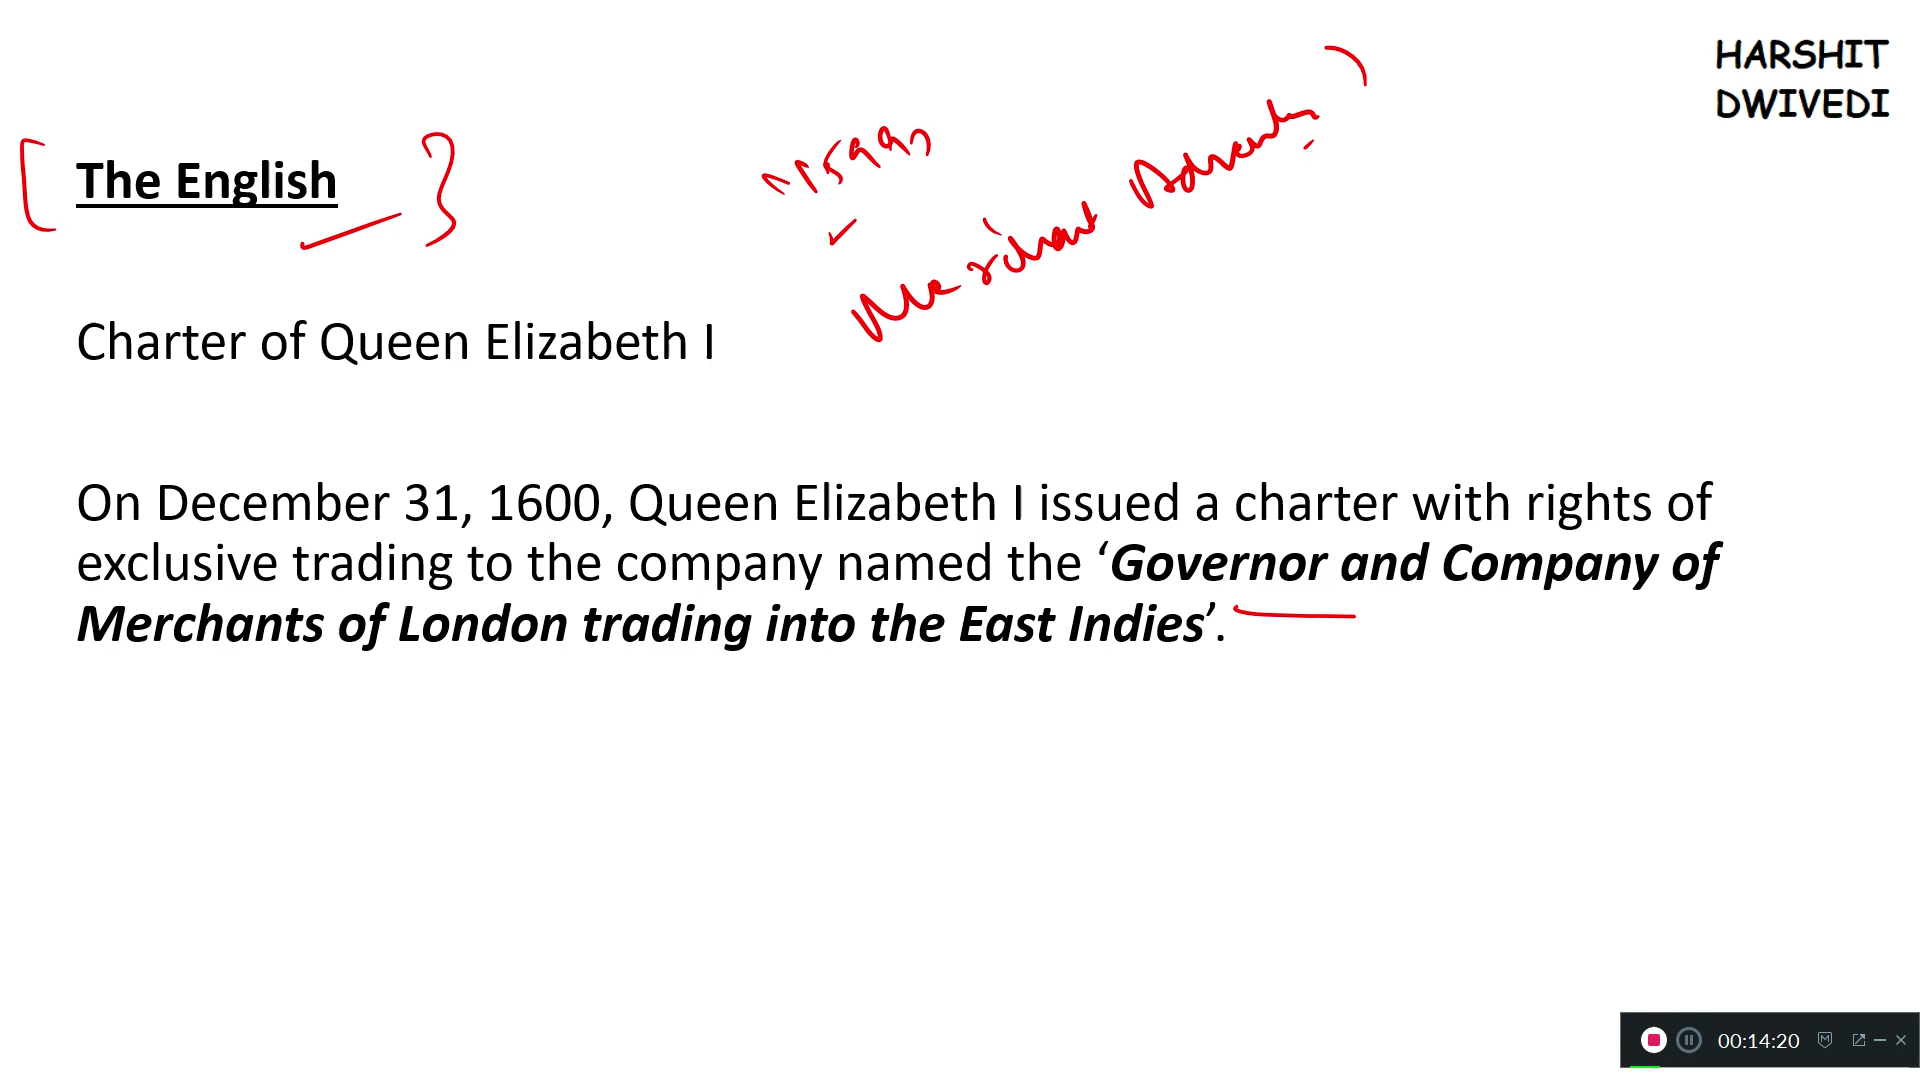 HARSHIT
DWIVEDI
1599
Merchant
The English
Charter of Queen Elizabeth I
On December 31, 1600, Queen Elizabeth I issued a charter with rights of
exclusive trading to the company named the ‘Governor and Company of
Merchants of London trading into the East Indies’.
00:14:20